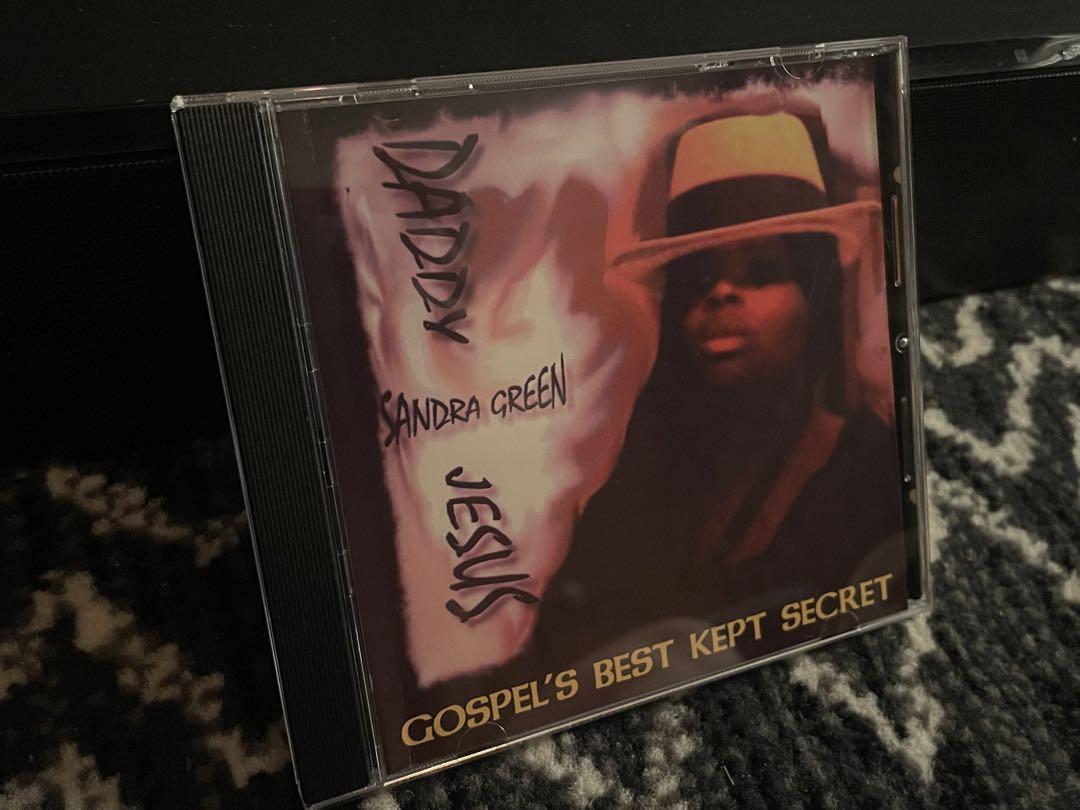 DADDY
SANDRA GREEN
JESUS
GOSPEL'S BEST KEPT SECRET